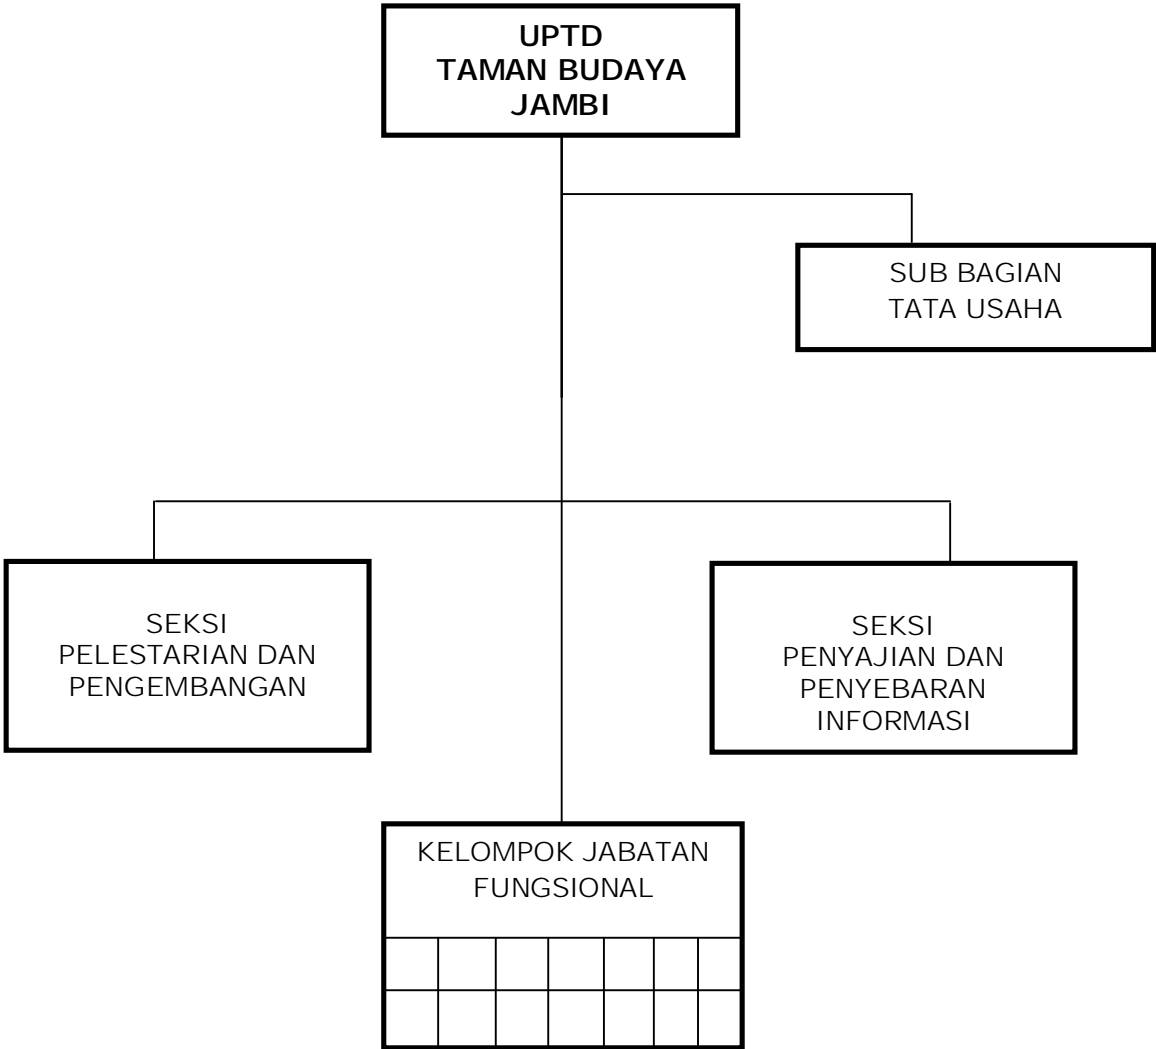 UPTD
TAMAN BUDAYA
JAMBI
SUB BAGIAN
TATA USAHA
SEKSI
PELESTARIAN DAN
PENGEMBANGAN
SEKSI
PENYAJIAN DAN
PENYEBARAN
INFORMASI
KELOMPOK JABATAN
FUNGSIONAL